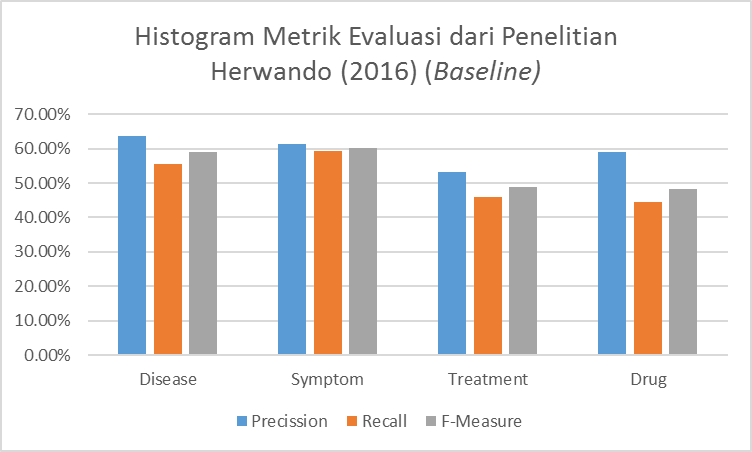 Histogram Metrik Evaluasi dari Penelitian
Herwando (2016) (Baseline)
70.00%
60.00%
50.00%
40.00%
30.00%
20.00%
10.00%
0.00%
Disease Symptom Treatment Drug
Precission Recall F-Measure